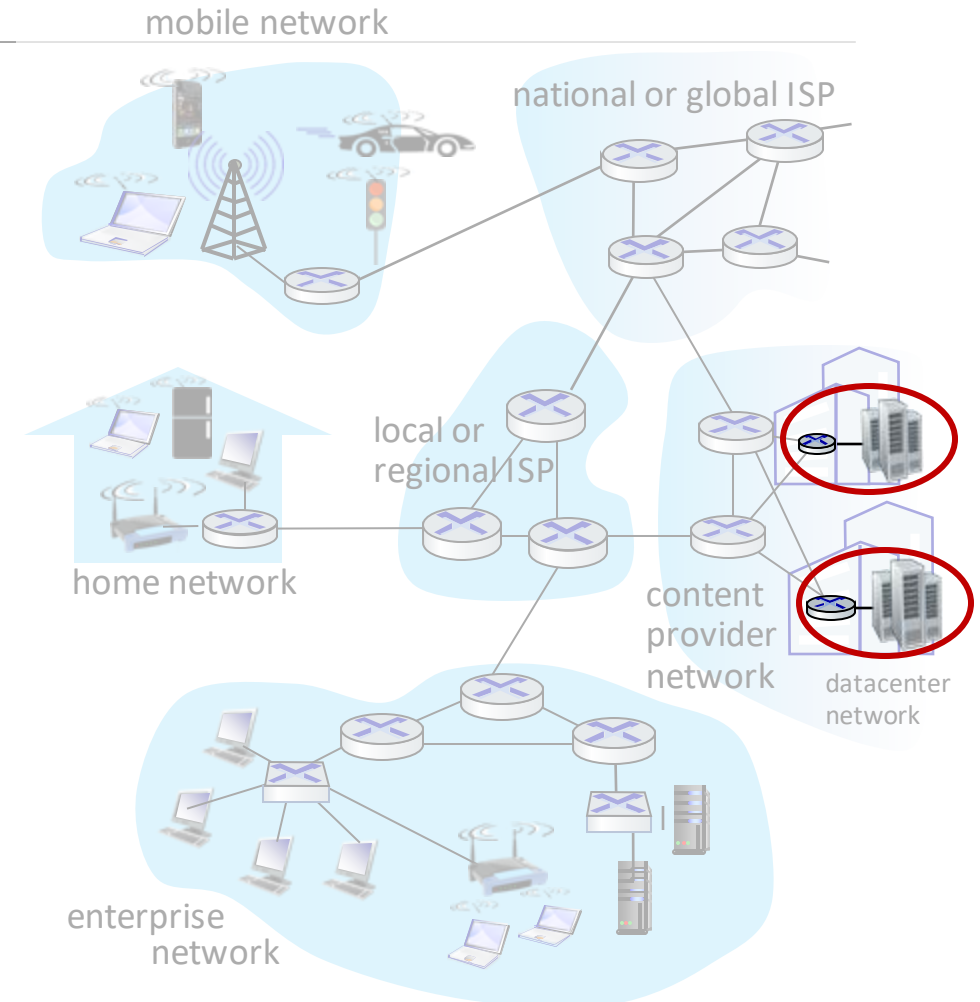 mobile network
national or global ISP
local or
regional ISP
home network
content
provider
network
datacenter
network
enterprise
network